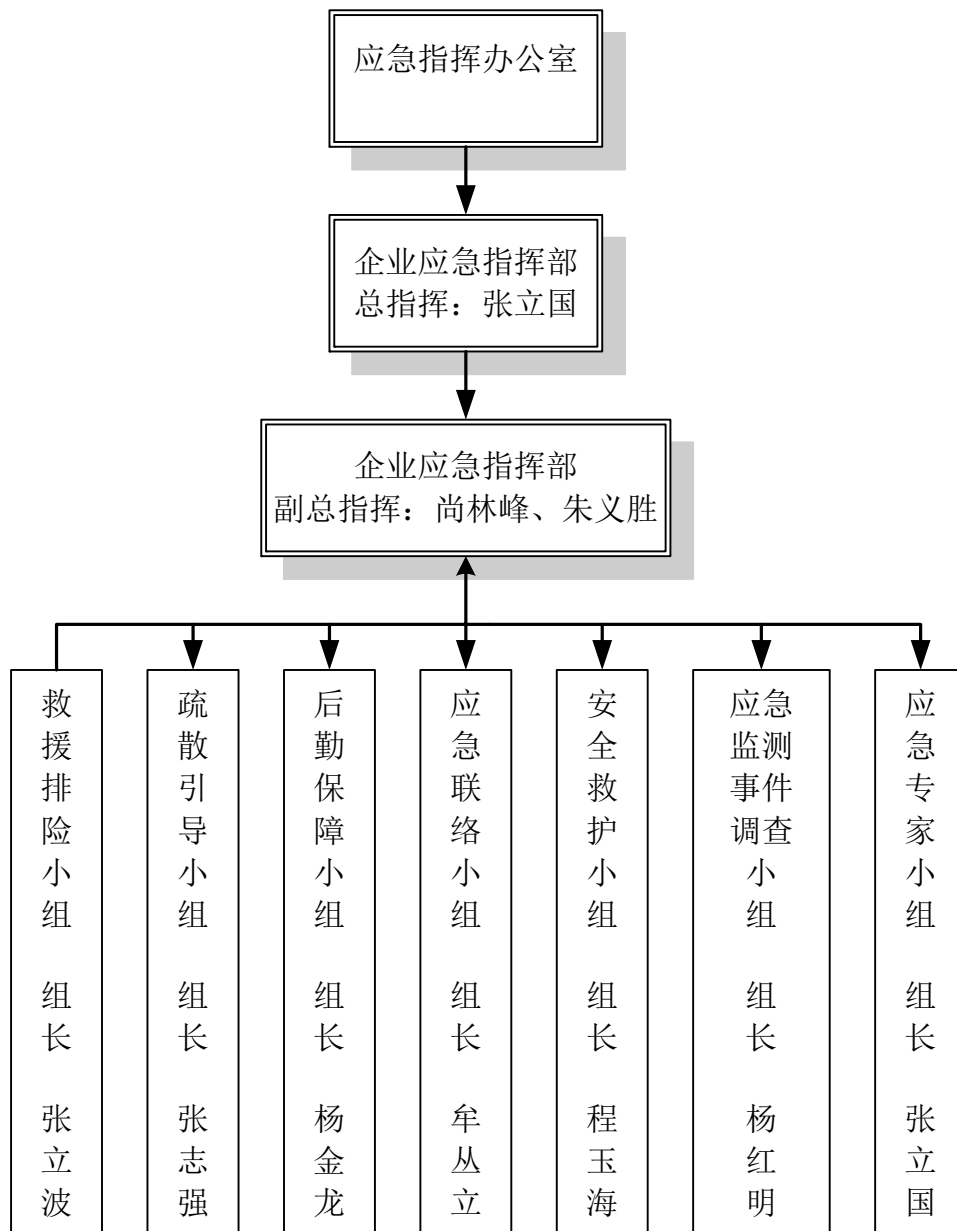 应急指挥办公室
企业应急指挥部
总指挥：张立国
企业应急指挥部
副总指挥：尚林峰、朱义胜
救援排险小组 组长 张立波
疏散引导小组 组长 张志强
后勤保障小组 组长 杨金龙
应急联络小组 组长 牟丛立
安全救护小组 组长 程玉海
应急监测事件调查小组 组长 杨红明
应急专家小组 组长 张立国